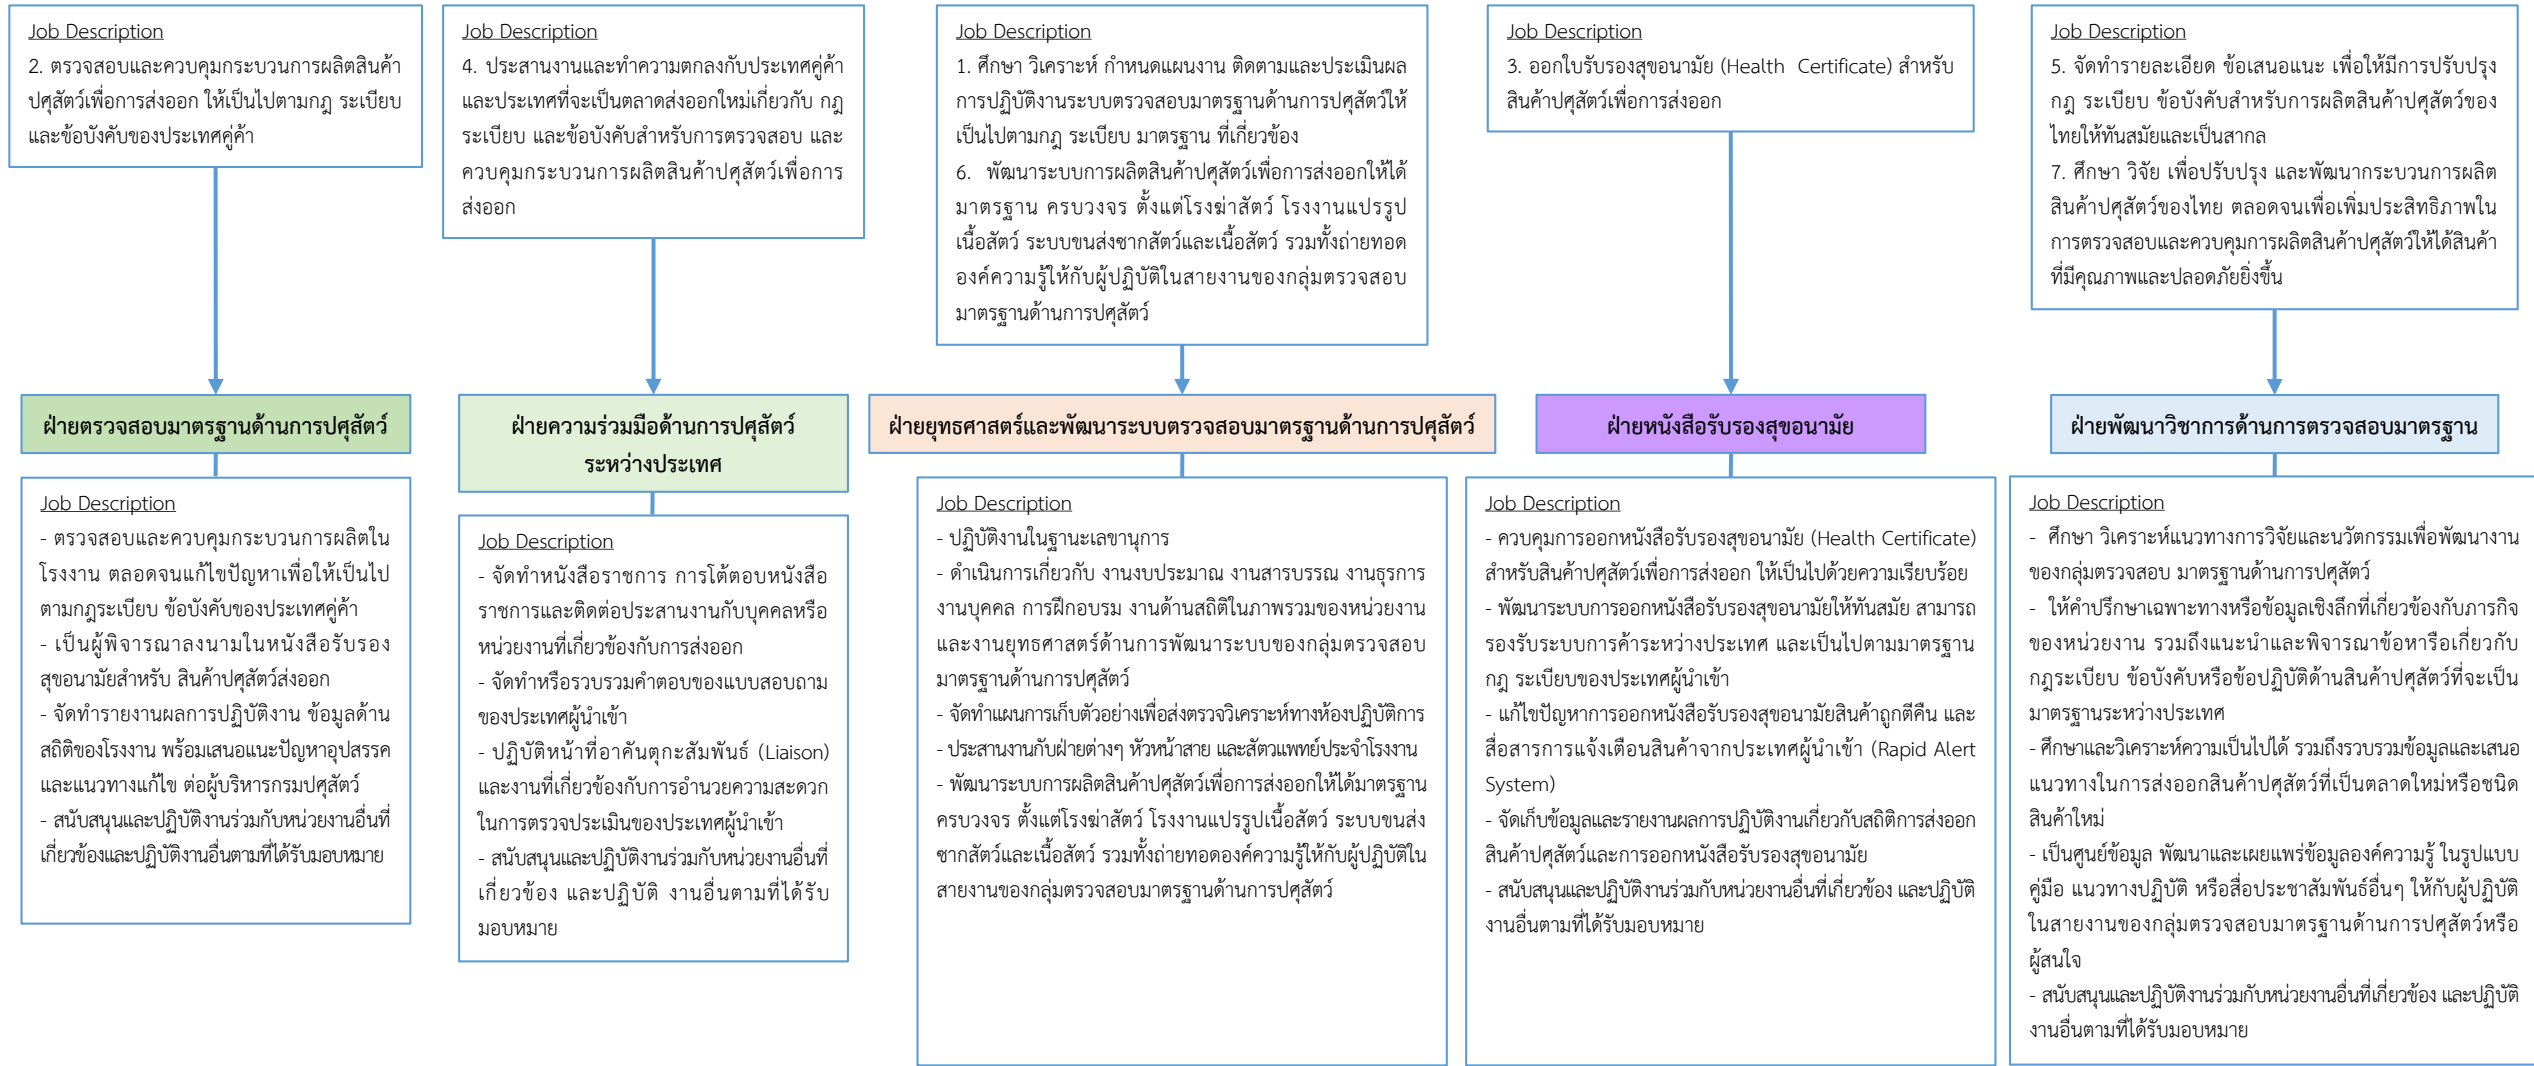 Job Description
2. ตรวจสอบและควบคุมกระบวนการผลิตสินค้า
ปศุสัตว์เพื่อการส่งออก ให้เป็นไปตามกฎ ระเบียบ
และข้อบังคับของประเทศคู่ค้า
Job Description
4. ประสานงานและทำความตกลงกับประเทศคู่ค้า
และประเทศที่จะเป็นตลาดส่งออกใหม่เกี่ยวกับ กฎ
ระเบียบ และข้อบังคับสำหรับการตรวจสอบ และ
ควบคุมกระบวนการผลิตสินค้าปศุสัตว์เพื่อการ
ส่งออก
Job Description
1. ศึกษา วิเคราะห์ กำหนดแผนงาน ติดตามและประเมินผล
การปฏิบัติงานระบบตรวจสอบมาตรฐานด้านการปศุสัตว์ให้
เป็นไปตามกฎ ระเบียบ มาตรฐาน ที่เกี่ยวข้อง
6. พัฒนาระบบการผลิตสินค้าปศุสัตว์เพื่อการส่งออกให้ได้
มาตรฐาน ครบวงจร ตั้งแต่โรงฆ่าสัตว์ โรงงานแปรรูป
เนื้อสัตว์ ระบบขนส่งซากสัตว์และเนื้อสัตว์ รวมทั้งถ่ายทอด
องค์ความรู้ให้กับผู้ปฏิบัติในสายงานของกลุ่มตรวจสอบ
มาตรฐานด้านการปศุสัตว์
Job Description
3. ออกใบรับรองสุขอนามัย (Health Certificate) สำหรับ
สินค้าปศุสัตว์เพื่อการส่งออก
Job Description
5. จัดทำรายละเอียด ข้อเสนอแนะ เพื่อให้มีการปรับปรุง
กฎ ระเบียบ ข้อบังคับสำหรับการผลิตสินค้าปศุสัตว์ของ
ไทยให้ทันสมัยและเป็นสากล
7. ศึกษา วิจัย เพื่อปรับปรุง และพัฒนากระบวนการผลิต
สินค้าปศุสัตว์ของไทย ตลอดจนเพื่อเพิ่มประสิทธิภาพใน
การตรวจสอบและควบคุมการผลิตสินค้าปศุสัตว์ให้ได้สินค้า
ที่มีคุณภาพและปลอดภัยยิ่งขึ้น
ฝ่ายตรวจสอบมาตรฐานด้านการปศุสัตว์
ฝ่ายความร่วมมือด้านการปศุสัตว์
ระหว่างประเทศ
ฝ่ายยุทธศาสตร์และพัฒนาระบบตรวจสอบมาตรฐานด้านการปศุสัตว์
ฝ่ายหนังสือรับรองสุขอนามัย
ฝ่ายพัฒนาวิชาการด้านการตรวจสอบมาตรฐาน
Job Description
- ตรวจสอบและควบคุมกระบวนการผลิตใน
โรงงาน ตลอดจนแก้ไขปัญหาเพื่อให้เป็นไป
ตามกฎระเบียบ ข้อบังคับของประเทศคู่ค้า
- เป็นผู้พิจารณาลงนามในหนังสือรับรอง
สุขอนามัยสำหรับ สินค้าปศุสัตว์ส่งออก
- จัดทำรายงานผลการปฏิบัติงาน ข้อมูลด้าน
สถิติของโรงงาน พร้อมเสนอแนะปัญหาอุปสรรค
และแนวทางแก้ไข ต่อผู้บริหารกรมปศุสัตว์
- สนับสนุนและปฏิบัติงานร่วมกับหน่วยงานอื่นที่
เกี่ยวข้องและปฏิบัติงานอื่นตามที่ได้รับมอบหมาย
Job Description
- จัดทำหนังสือราชการ การโต้ตอบหนังสือ
ราชการและติดต่อประสานงานกับบุคคลหรือ
หน่วยงานที่เกี่ยวข้องกับการส่งออก
- จัดทำหรือรวบรวมคำตอบของแบบสอบถาม
ของประเทศผู้นำเข้า
- ปฏิบัติหน้าที่อาคันตุกะสัมพันธ์ (Liaison)
และงานที่เกี่ยวข้องกับการอำนวยความสะดวก
ในการตรวจประเมินของประเทศผู้นำเข้า
- สนับสนุนและปฏิบัติงานร่วมกับหน่วยงานอื่นที่
เกี่ยวข้อง และปฏิบัติ งานอื่นตามที่ได้รับ
มอบหมาย
Job Description
- ปฏิบัติงานในฐานะเลขานุการ
- ดำเนินการเกี่ยวกับ งานงบประมาณ งานสารบรรณ งานธุรการ
งานบุคคล การฝึกอบรม งานด้านสถิติในภาพรวมของหน่วยงาน
และงานยุทธศาสตร์ด้านการพัฒนาระบบของกลุ่มตรวจสอบ
มาตรฐานด้านการปศุสัตว์
- จัดทำแผนการเก็บตัวอย่างเพื่อส่งตรวจวิเคราะห์ทางห้องปฏิบัติการ
- ประสานงานกับฝ่ายต่างๆ หัวหน้าสาย และสัตวแพทย์ประจำโรงงาน
- พัฒนาระบบการผลิตสินค้าปศุสัตว์เพื่อการส่งออกให้ได้มาตรฐาน
ครบวงจร ตั้งแต่โรงฆ่าสัตว์ โรงงานแปรรูปเนื้อสัตว์ ระบบขนส่ง
ซากสัตว์และเนื้อสัตว์ รวมทั้งถ่ายทอดองค์ความรู้ให้กับผู้ปฏิบัติใน
สายงานของกลุ่มตรวจสอบมาตรฐานด้านการปศุสัตว์
Job Description
- ควบคุมการออกหนังสือรับรองสุขอนามัย (Health Certificate)
สำหรับสินค้าปศุสัตว์เพื่อการส่งออก ให้เป็นไปด้วยความเรียบร้อย
- พัฒนาระบบการออกหนังสือรับรองสุขอนามัยให้ทันสมัย สามารถ
รองรับระบบการค้าระหว่างประเทศ และเป็นไปตามมาตรฐาน
กฎ ระเบียบของประเทศผู้นำเข้า
- แก้ไขปัญหาการออกหนังสือรับรองสุขอนามัยสินค้าถูกตีคืน และ
สื่อสารการแจ้งเตือนสินค้าจากประเทศผู้นำเข้า (Rapid Alert
System)
- จัดเก็บข้อมูลและรายงานผลการปฏิบัติงานเกี่ยวกับสถิติการส่งออก
สินค้าปศุสัตว์และการออกหนังสือรับรองสุขอนามัย
- สนับสนุนและปฏิบัติงานร่วมกับหน่วยงานอื่นที่เกี่ยวข้อง และปฏิบัติ
งานอื่นตามที่ได้รับมอบหมาย
Job Description
- ศึกษา วิเคราะห์แนวทางการวิจัยและนวัตกรรมเพื่อพัฒนางาน
ของกลุ่มตรวจสอบ มาตรฐานด้านการปศุสัตว์
- ให้คำปรึกษาเฉพาะทางหรือข้อมูลเชิงลึกที่เกี่ยวข้องกับภารกิจ
ของหน่วยงาน รวมถึงแนะนำและพิจารณาข้อหารือเกี่ยวกับ
กฎระเบียบ ข้อบังคับหรือข้อปฏิบัติด้านสินค้าปศุสัตว์ที่จะเป็น
มาตรฐานระหว่างประเทศ
- ศึกษาและวิเคราะห์ความเป็นไปได้ รวมถึงรวบรวมข้อมูลและเสนอ
แนวทางในการส่งออกสินค้าปศุสัตว์ที่เป็นตลาดใหม่หรือชนิด
สินค้าใหม่
- เป็นศูนย์ข้อมูล พัฒนาและเผยแพร่ข้อมูลองค์ความรู้ ในรูปแบบ
คู่มือ แนวทางปฏิบัติ หรือสื่อประชาสัมพันธ์อื่นๆ ให้กับผู้ปฏิบัติ
ในสายงานของกลุ่มตรวจสอบมาตรฐานด้านการปศุสัตว์หรือ
ผู้สนใจ
- สนับสนุนและปฏิบัติงานร่วมกับหน่วยงานอื่นที่เกี่ยวข้อง และปฏิบัติ
งานอื่นตามที่ได้รับมอบหมาย